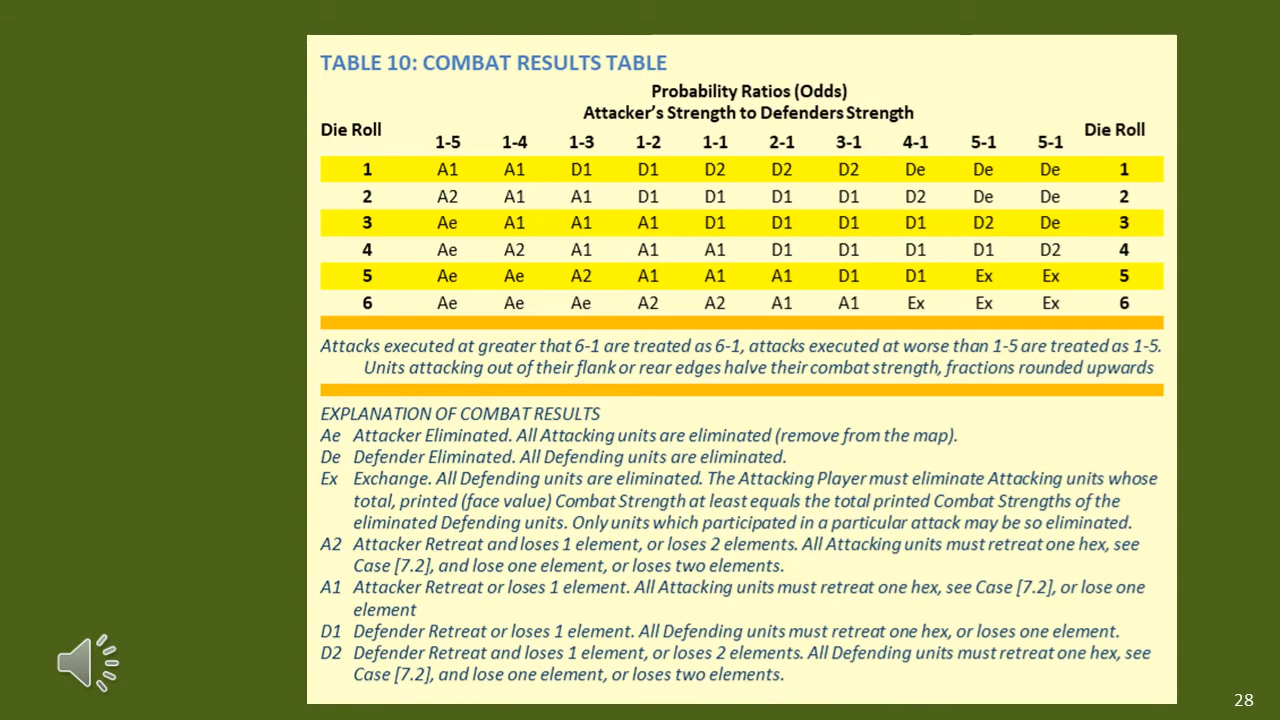 TABLE 10: COMBAT RESULTS TABLE
Probability Ratios (Odds)
Attacker's Strength to Defenders Strength
Die Roll 1-5 1-4 1-3 1-2 1-1 2-1 3-1 4-1 5-1 5-1 Die Roll
1 A1 A1 D1 D1 D2 D2 D2 De De De 1
2 A2 A1 A1 D1 D1 D1 D1 D2 De De 2
3 Ae A1 A1 A1 D1 D1 D1 D1 D2 De 3
4 Ae A2 A1 A1 A1 D1 D1 D1 D1 D2 4
5 Ae Ae A2 A1 A1 A1 D1 D1 Ex Ex 5
6 Ae Ae Ae A2 A2 A1 A1 Ex Ex Ex 6
Attacks executed at greater that 6-1 are treated as 6-1, attacks executed at worse than 1-5 are treated as 1-5.
Units attacking out of their flank or rear edges halve their combat strength, fractions rounded upwards
EXPLANATION OF COMBAT RESULTS
Ae Attacker Eliminated. All Attacking units are eliminated (remove from the map).
De Defender Eliminated. All Defending units are eliminated.
Ex Exchange. All Defending units are eliminated. The Attacking Player must eliminate Attacking units whose
total, printed (face value) Combat Strength at least equals the total printed Combat Strengths of the
eliminated Defending units. Only units which participated in a particular attack may be so eliminated.
A2 Attacker Retreat and loses 1 element, or loses 2 elements. All Attacking units must retreat one hex, see
Case [7.2], and lose one element, or loses two elements.
A1 Attacker Retreat or loses 1 element. All Attacking units must retreat one hex, see Case [7.2], or lose one
element
D1 Defender Retreat or loses 1 element. All Defending units must retreat one hex, or loses one element.
D2 Defender Retreat and loses 1 element, or loses 2 elements. All Defending units must retreat one hex, see
Case [7.2], and lose one element, or loses two elements.
28